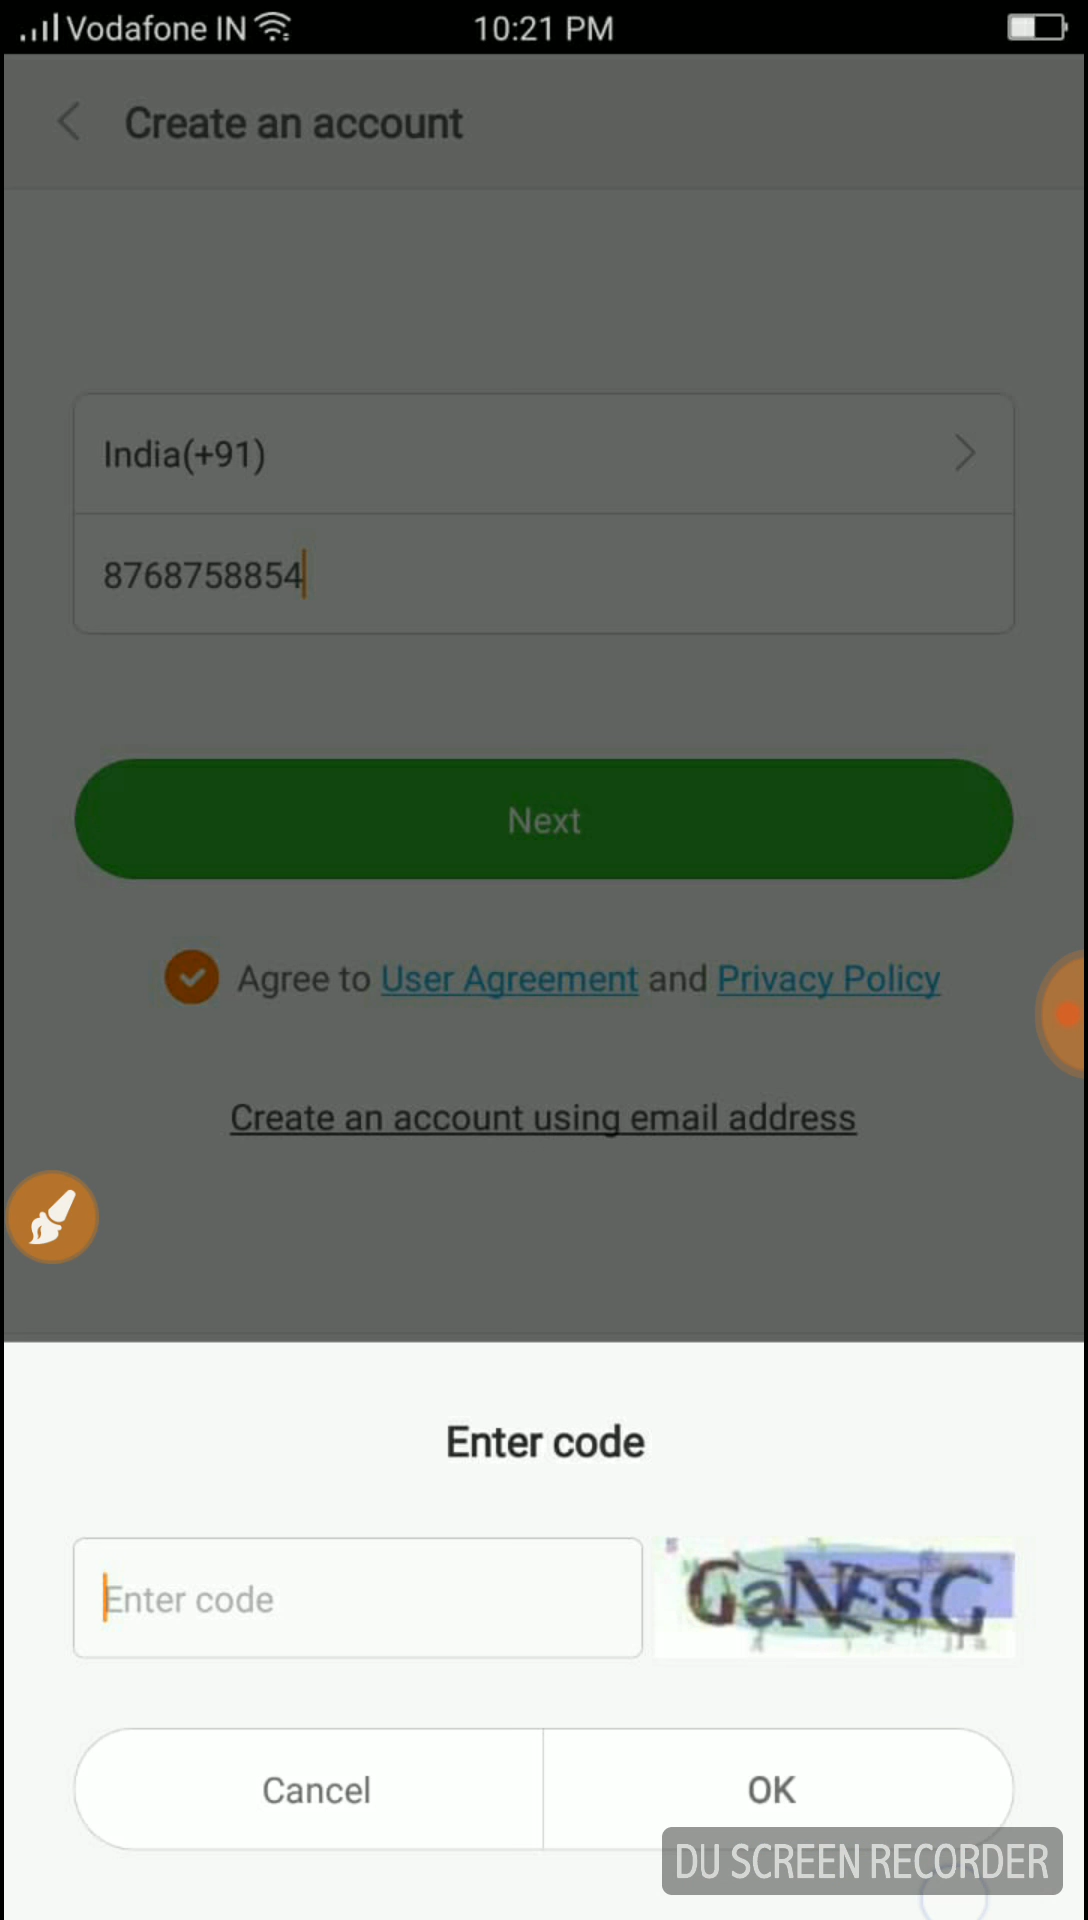 Vodafone IN 10:21 PM
Create an account
India(+91)
8768758854
Next
Agree to User Agreement and Privacy Policy
Create an account using email address
Enter code
Enter code
Cancel OK
DU SCREEN RECORDER